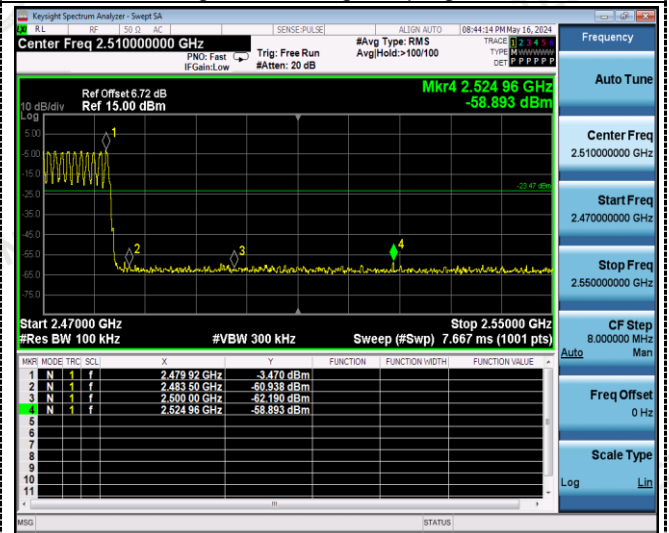 Keysight Spectrum Analyzer - Swept SA
RL RF 50 Ω AC SENSE:PULSE ALIGN AUTO 08:44:14 PM May 16, 2024
Center Freq 2.510000000 GHz
PNO: Fast
IFGain:Low
Trig: Free Run
#Atten: 20 dB
#Avg Type: RMS
Avg|Hold:>100/100
TRACE 1 2 3 4 5 6
TYPE M W W W W W
DET P P P P P P
Ref Offset 6.72 dB
10 dB/div Ref 15.00 dBm
Log
Mkr4 2.524 96 GHz
-58.893 dBm
5.00
-5.00
-15.0
-25.0
-35.0
-45.0
-55.0
-65.0
-75.0
1
2
3
4
-23.47 dBm
Start 2.47000 GHz Stop 2.55000 GHz
#Res BW 100 kHz #VBW 300 kHz Sweep (#Swp) 7.667 ms (1001 pts)
MKR MODE TRC SCL X Y FUNCTION FUNCTION WIDTH FUNCTION VALUE
1 N 1 f 2.479 92 GHz -3.470 dBm
2 N 1 f 2.483 50 GHz -60.938 dBm
3 N 1 f 2.500 00 GHz -62.190 dBm
4 N 1 f 2.524 96 GHz -58.893 dBm
5
6
7
8
9
10
11
MSG STATUS
Frequency
Auto Tune
Center Freq
2.510000000 GHz
Start Freq
2.470000000 GHz
Stop Freq
2.550000000 GHz
CF Step
8.000000 MHz
Auto Man
Freq Offset
0 Hz
Scale Type
Log Lin